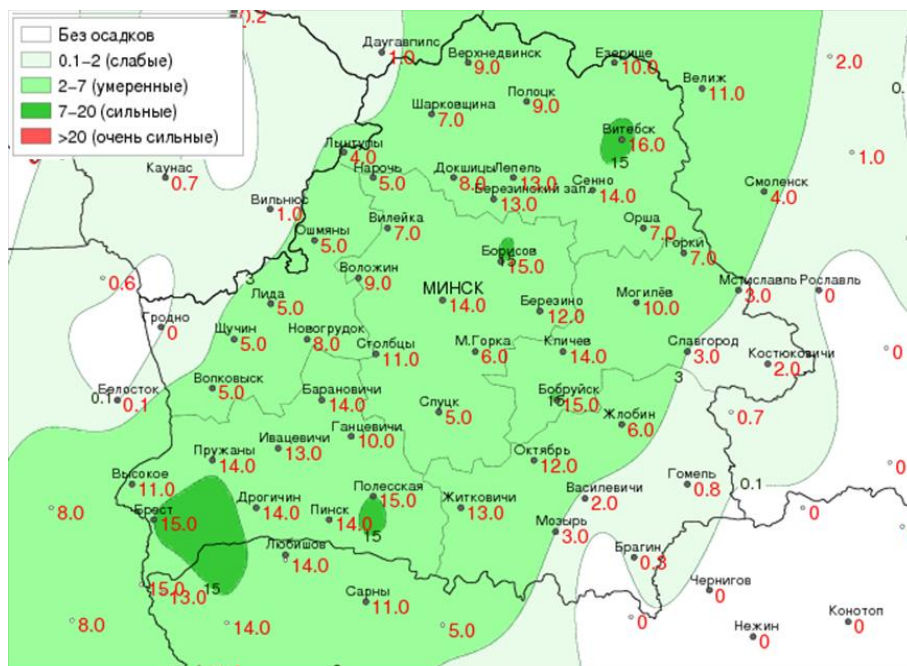 Без осадков
0.1-2 (слабые)
2-7 (умеренные)
7-20 (сильные)
>20 (очень сильные)
0.2
Даугавпилс
1.0
Верхнедвинск
9.0
Езерище
10.0
2.0
Велиж
11.0
0.
Полоцк
9.0
Шарковщина
7.0
Витебск
16.0
15
Лынтупы
4.0
1.0
Каунас
0.7
Нарочь
5.0
Докшицы
8.0
Лепель
13.0
Березинский зап.
13.0
Сенно
14.0
Смоленск
4.0
Вильнюс
1.0
Вилейка
7.0
Орша
7.0
Ошмяны
5.0
Горки
7.0
Борисов
15.0
0.6
3
Воложин
9.0
МИНСК
14.0
Березино
12.0
Могилёв
10.0
Мстиславль
3.0
Рославль
0
Лида
5.0
Гродно
0
Щучин
5.0
Новогрудок
8.0
Столбцы
11.0
М.Горка
6.0
Кличев
14.0
Славгород
3.0
Костюковичи
2.0
0
Волковыск
5.0
3
Белосток
0.1
0.1
Барановичи
14.0
Слуцк
5.0
Бобруйск
15
15.0
Жлобин
6.0
0.7
Ганцевичи
10.0
Ивацевичи
13.0
Пружаны
14.0
Октябрь
12.0
0
Высокое
11.0
Гомель
0.8
0.1
8.0
Брест
15.0
Дрогичин
14.0
Пинск
14.0
Полесская
15.0
15
Житковичи
13.0
Василевичи
2.0
0
Мозырь
3.0
Любишов
14.0
Брагин
0.3
15.0
13.0
15
Чернигов
0
Сарны
11.0
8.0
14.0
5.0
0
Конотоп
0
Нежин
0